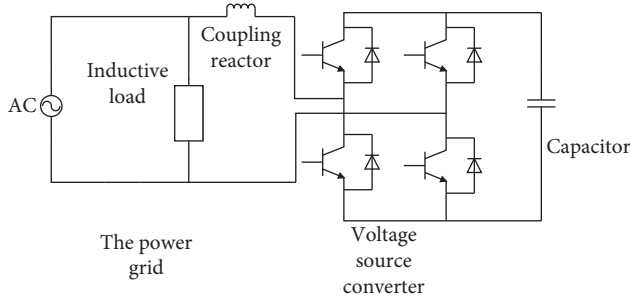 Coupling
reactor
Inductive
load
AC
Capacitor
The power
grid
Voltage
source
converter